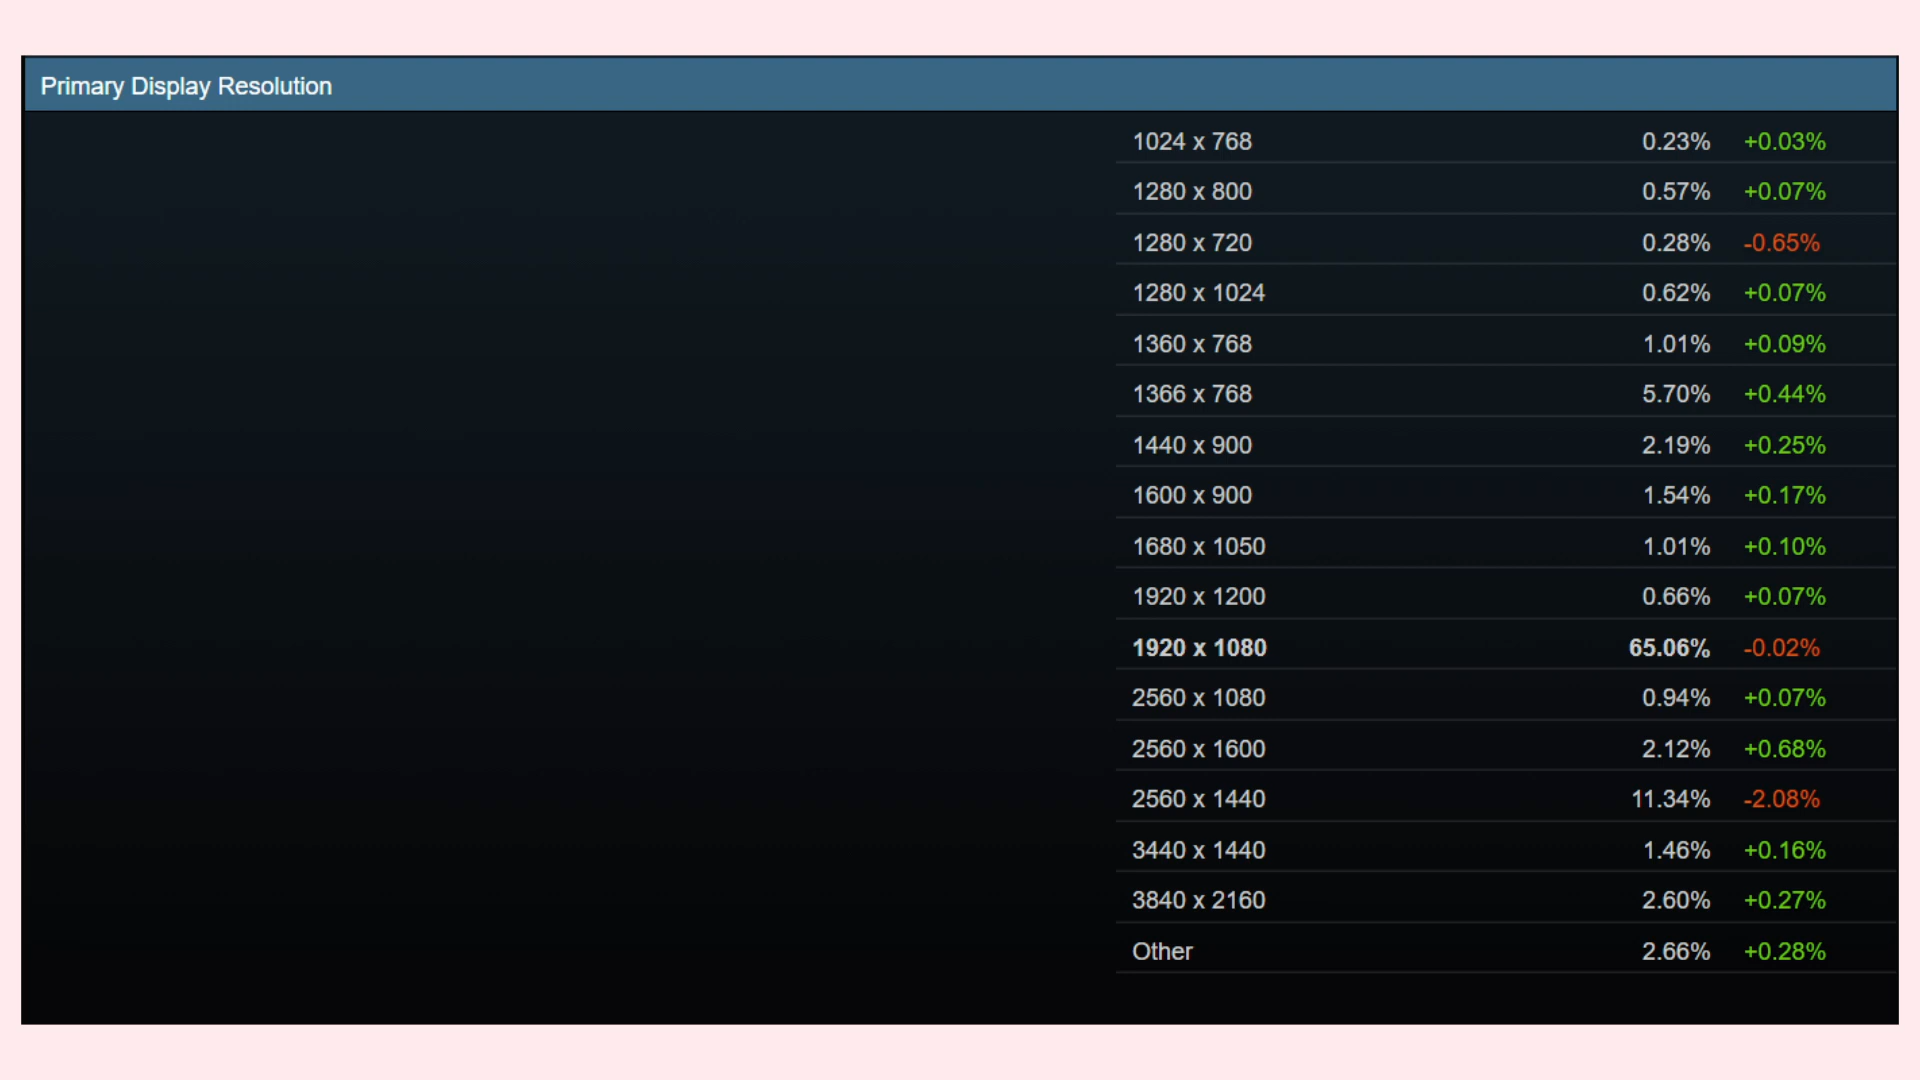 Primary Display Resolution
1024 x 768 0.23% +0.03%
1280 x 800 0.57% +0.07%
1280 x 720 0.28% -0.65%
1280 x 1024 0.62% +0.07%
1360 x 768 1.01% +0.09%
1366 x 768 5.70% +0.44%
1440 x 900 2.19% +0.25%
1600 x 900 1.54% +0.17%
1680 x 1050 1.01% +0.10%
1920 x 1200 0.66% +0.07%
1920 x 1080 65.06% -0.02%
2560 x 1080 0.94% +0.07%
2560 x 1600 2.12% +0.68%
2560 x 1440 11.34% -2.08%
3440 x 1440 1.46% +0.16%
3840 x 2160 2.60% +0.27%
Other 2.66% +0.28%